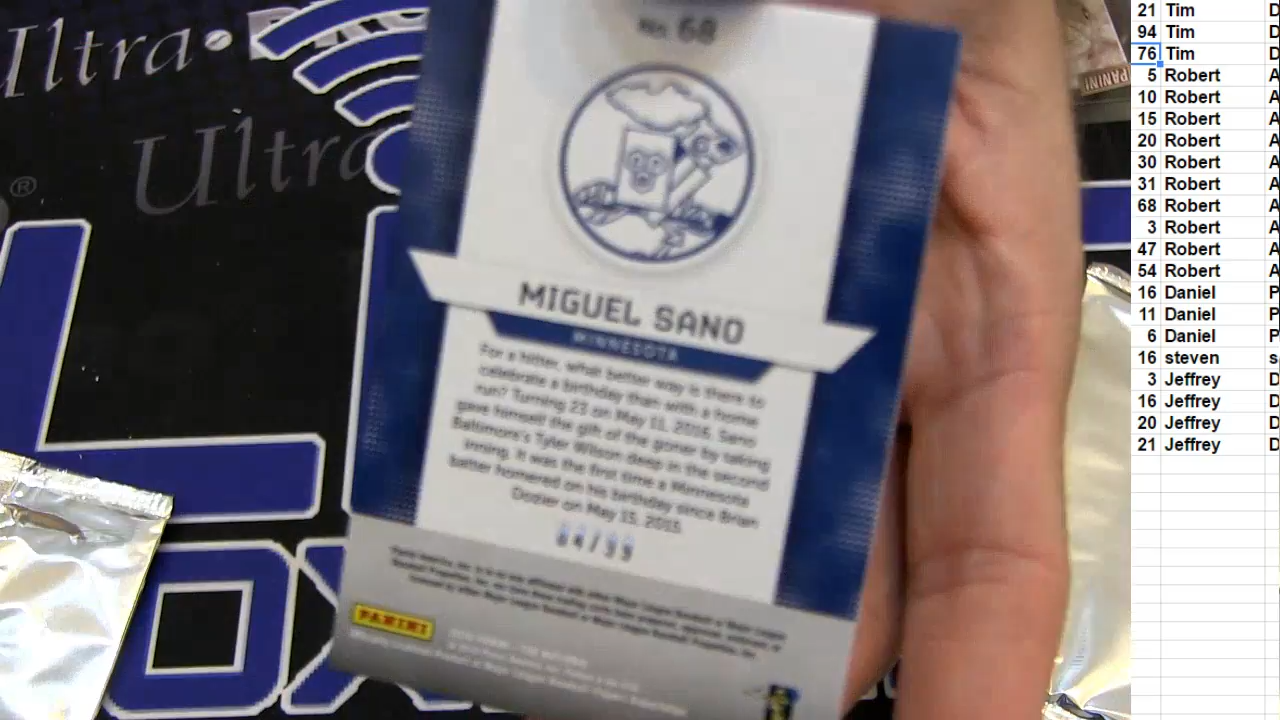 Ultra
Ultra
®
No. 68
MIGUEL SANO
MINNESOTA
For a hitter, what better way is there to
celebrate a birthday than with a home
run? Turning 23 on May 11, 2016, Sano
gave himself the gift of the goner by taking
Baltimore's Tyler Wilson deep in the second
inning. It was the first time a Minnesota
batter homered on his birthday since Brian
Dozier on May 15, 2015.
PANINI
PANINI
21 Tim D
94 Tim D
76 Tim D
5 Robert A
10 Robert A
15 Robert A
20 Robert A
30 Robert A
31 Robert A
68 Robert A
3 Robert A
47 Robert A
54 Robert A
16 Daniel P
11 Daniel P
6 Daniel P
16 steven s
3 Jeffrey D
16 Jeffrey D
20 Jeffrey D
21 Jeffrey D